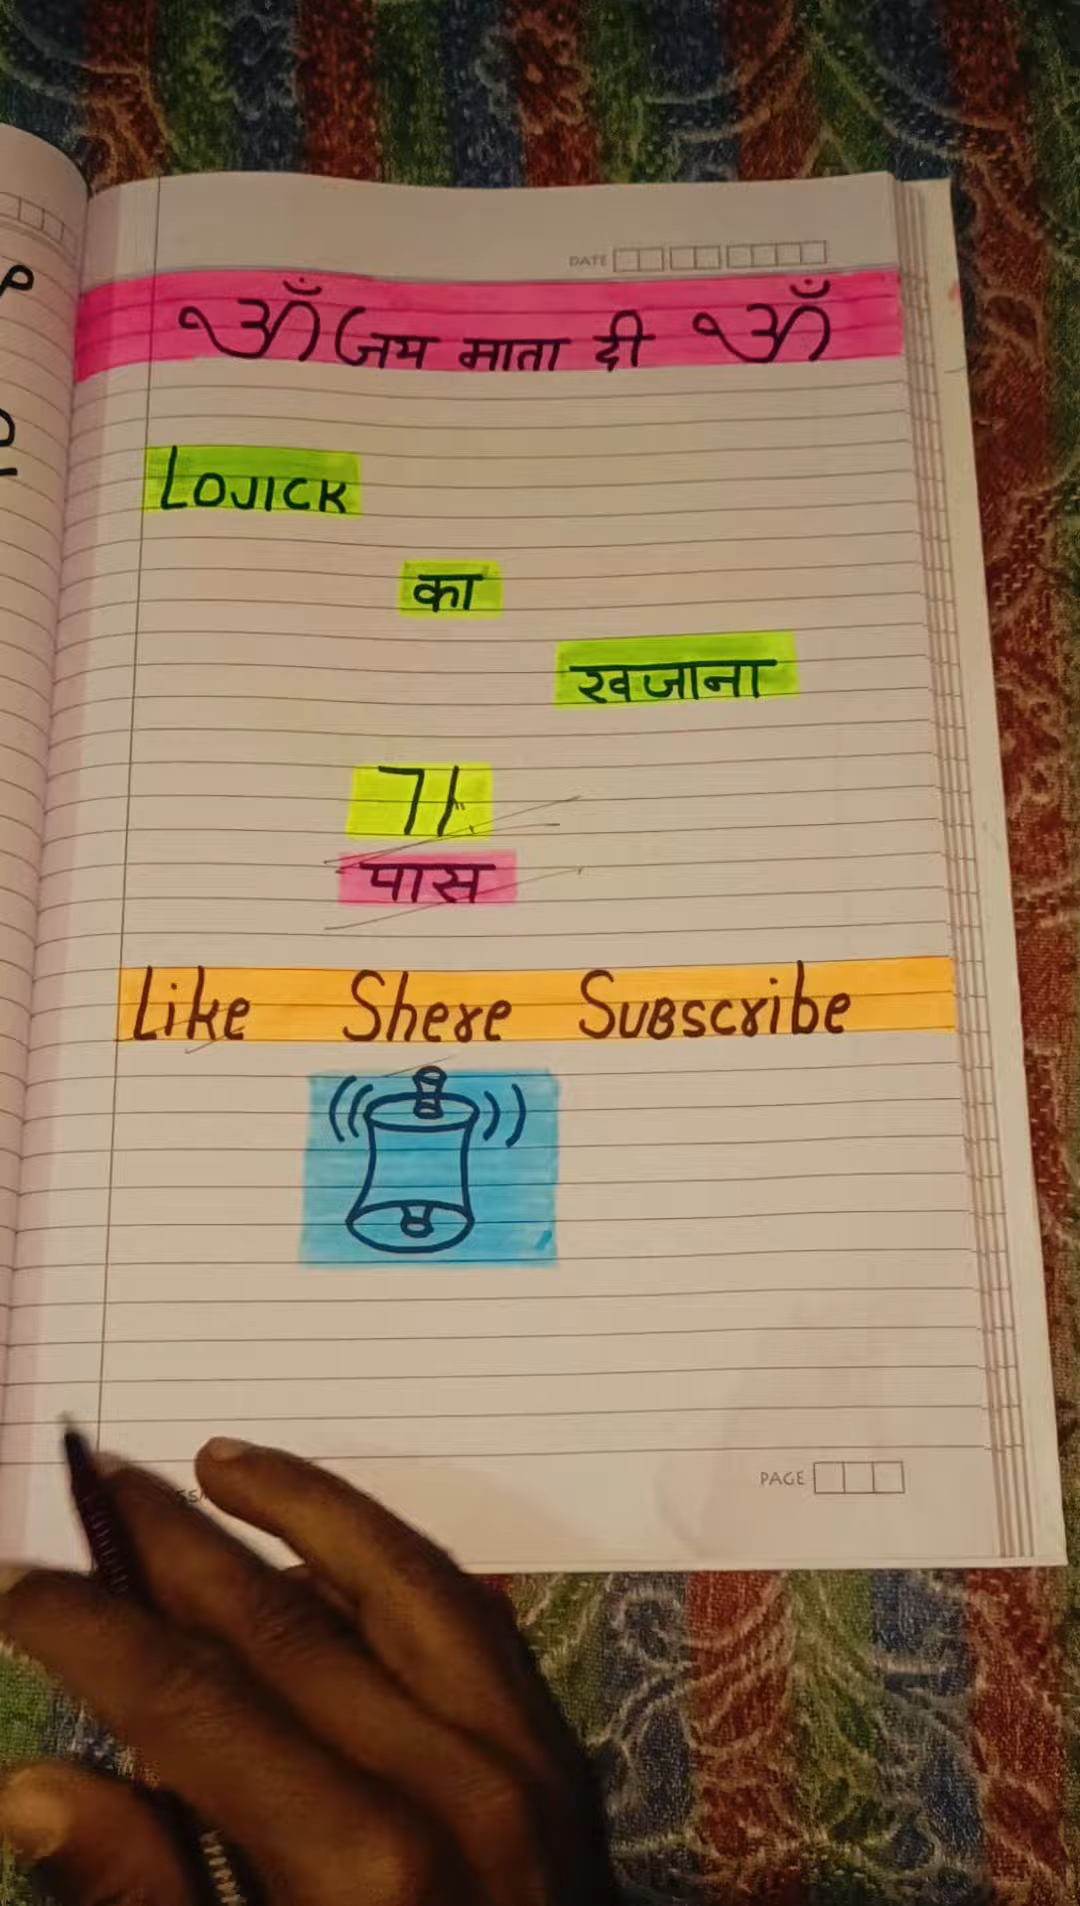 DATE
ॐ जय माता दी ॐ
LOJICK
का
खजाना
71
पास
Like Shere Subscribe
PAGE